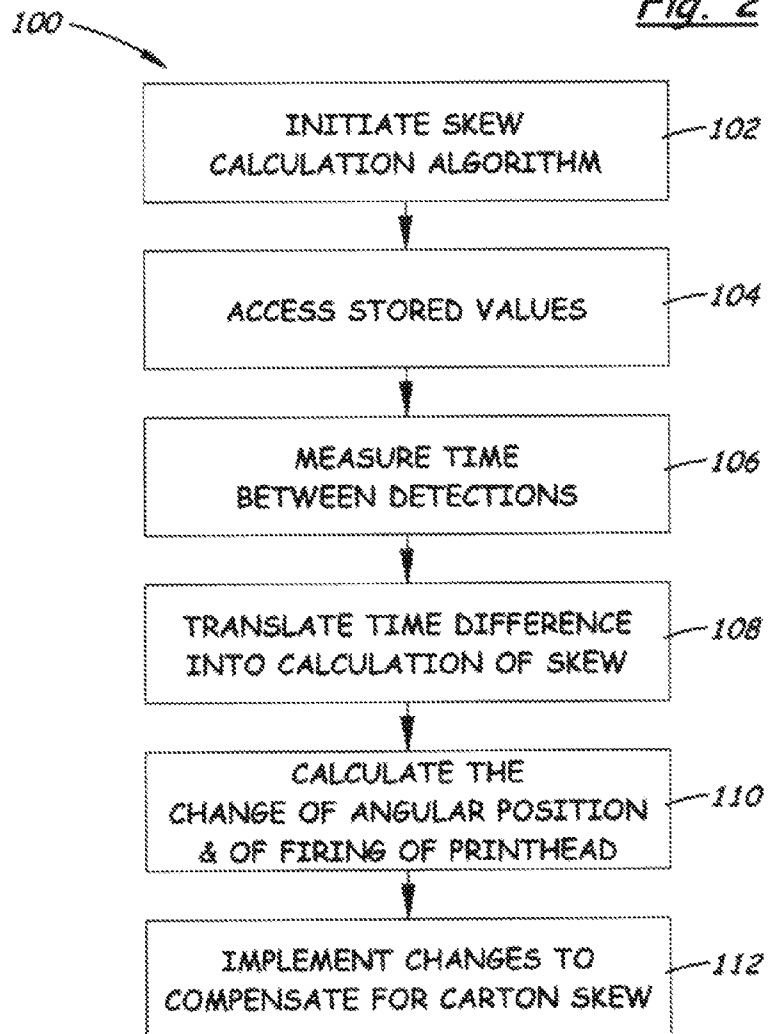 Fig. 2
100
INITIATE SKEW
CALCULATION ALGORITHM
102
ACCESS STORED VALUES
104
MEASURE TIME
BETWEEN DETECTIONS
106
TRANSLATE TIME DIFFERENCE
INTO CALCULATION OF SKEW
108
CALCULATE THE
CHANGE OF ANGULAR POSITION
& OF FIRING OF PRINTHEAD
110
IMPLEMENT CHANGES TO
COMPENSATE FOR CARTON SKEW
112